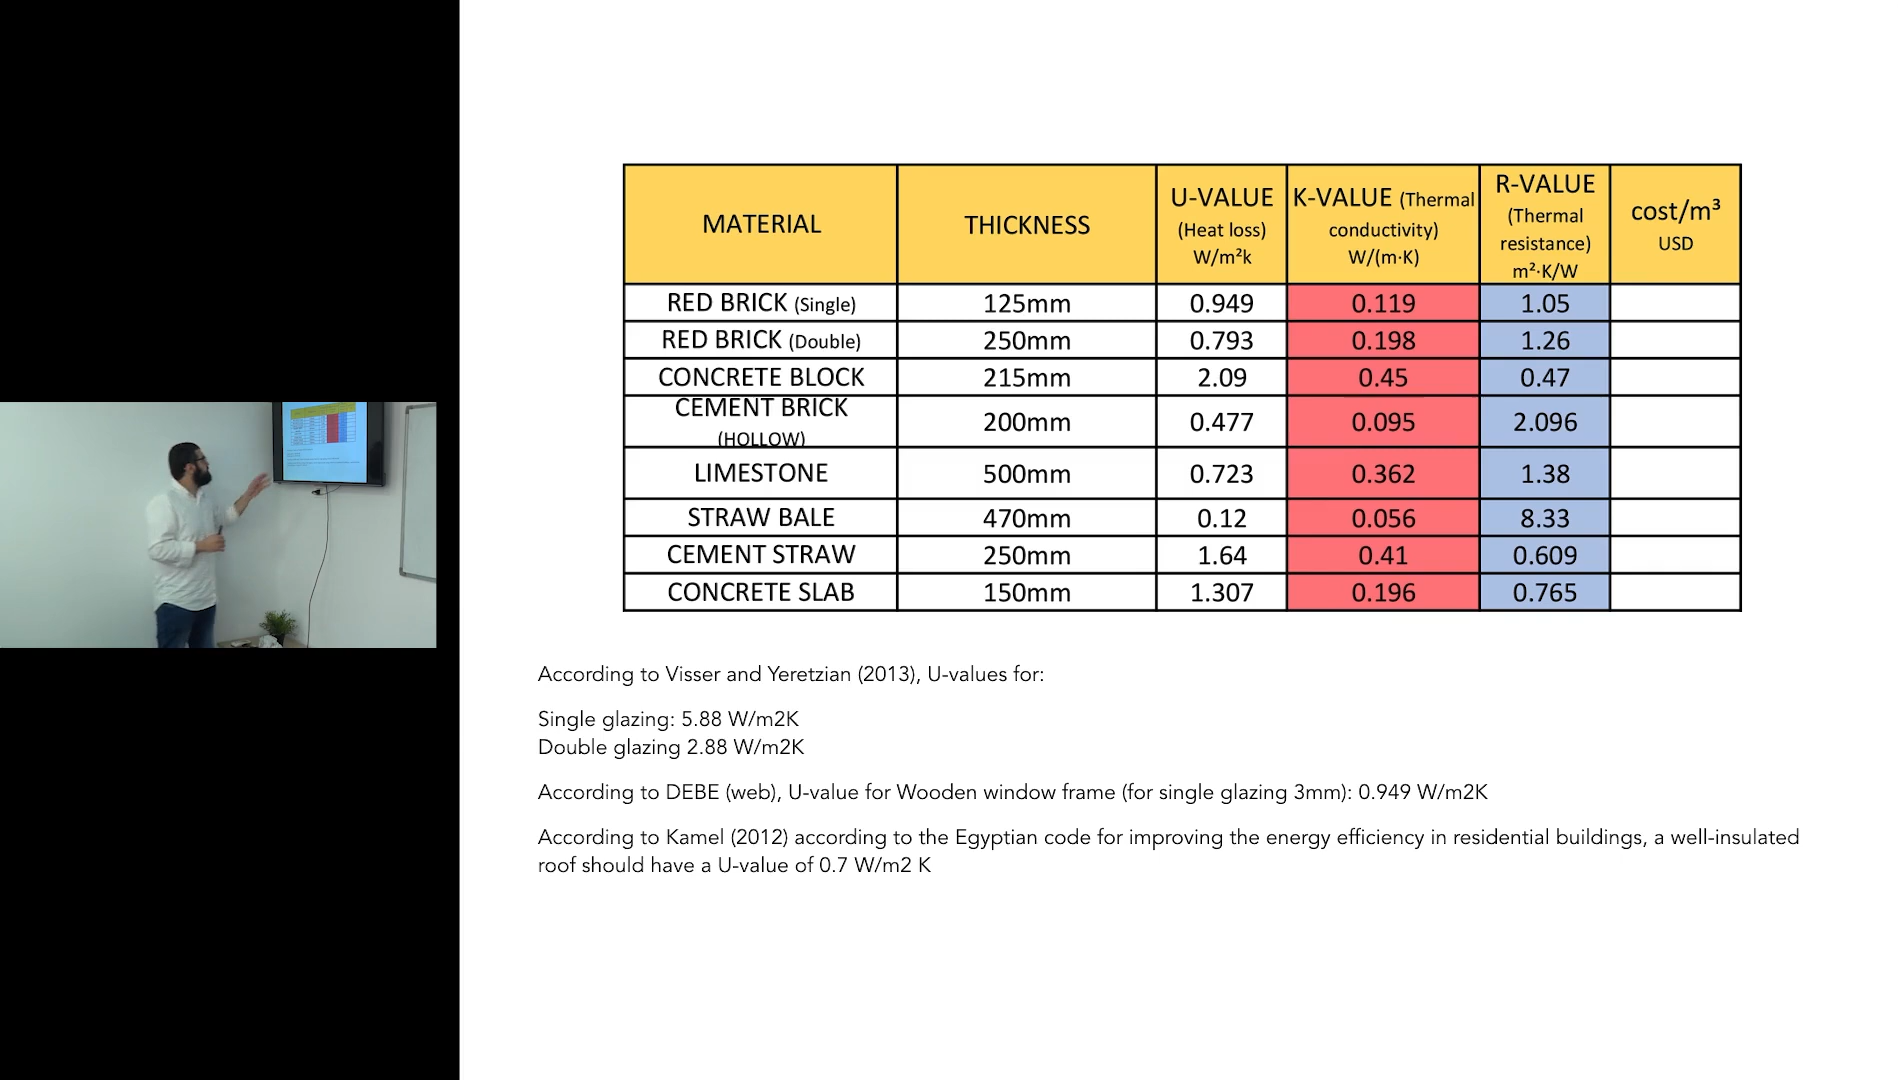 MATERIAL
THICKNESS
U-VALUE
(Heat loss)
W/m²k
K-VALUE (Thermal
conductivity)
W/(m·K)
R-VALUE
(Thermal
resistance)
m²·K/W
cost/m³
USD
RED BRICK (Single) 125mm 0.949 0.119 1.05
RED BRICK (Double) 250mm 0.793 0.198 1.26
CONCRETE BLOCK 215mm 2.09 0.45 0.47
CEMENT BRICK
(HOLLOW) 200mm 0.477 0.095 2.096
LIMESTONE 500mm 0.723 0.362 1.38
STRAW BALE 470mm 0.12 0.056 8.33
CEMENT STRAW 250mm 1.64 0.41 0.609
CONCRETE SLAB 150mm 1.307 0.196 0.765
According to Visser and Yeretzian (2013), U-values for:
Single glazing: 5.88 W/m2K
Double glazing 2.88 W/m2K
According to DEBE (web), U-value for Wooden window frame (for single glazing 3mm): 0.949 W/m2K
According to Kamel (2012) according to the Egyptian code for improving the energy efficiency in residential buildings, a well-insulated
roof should have a U-value of 0.7 W/m2 K